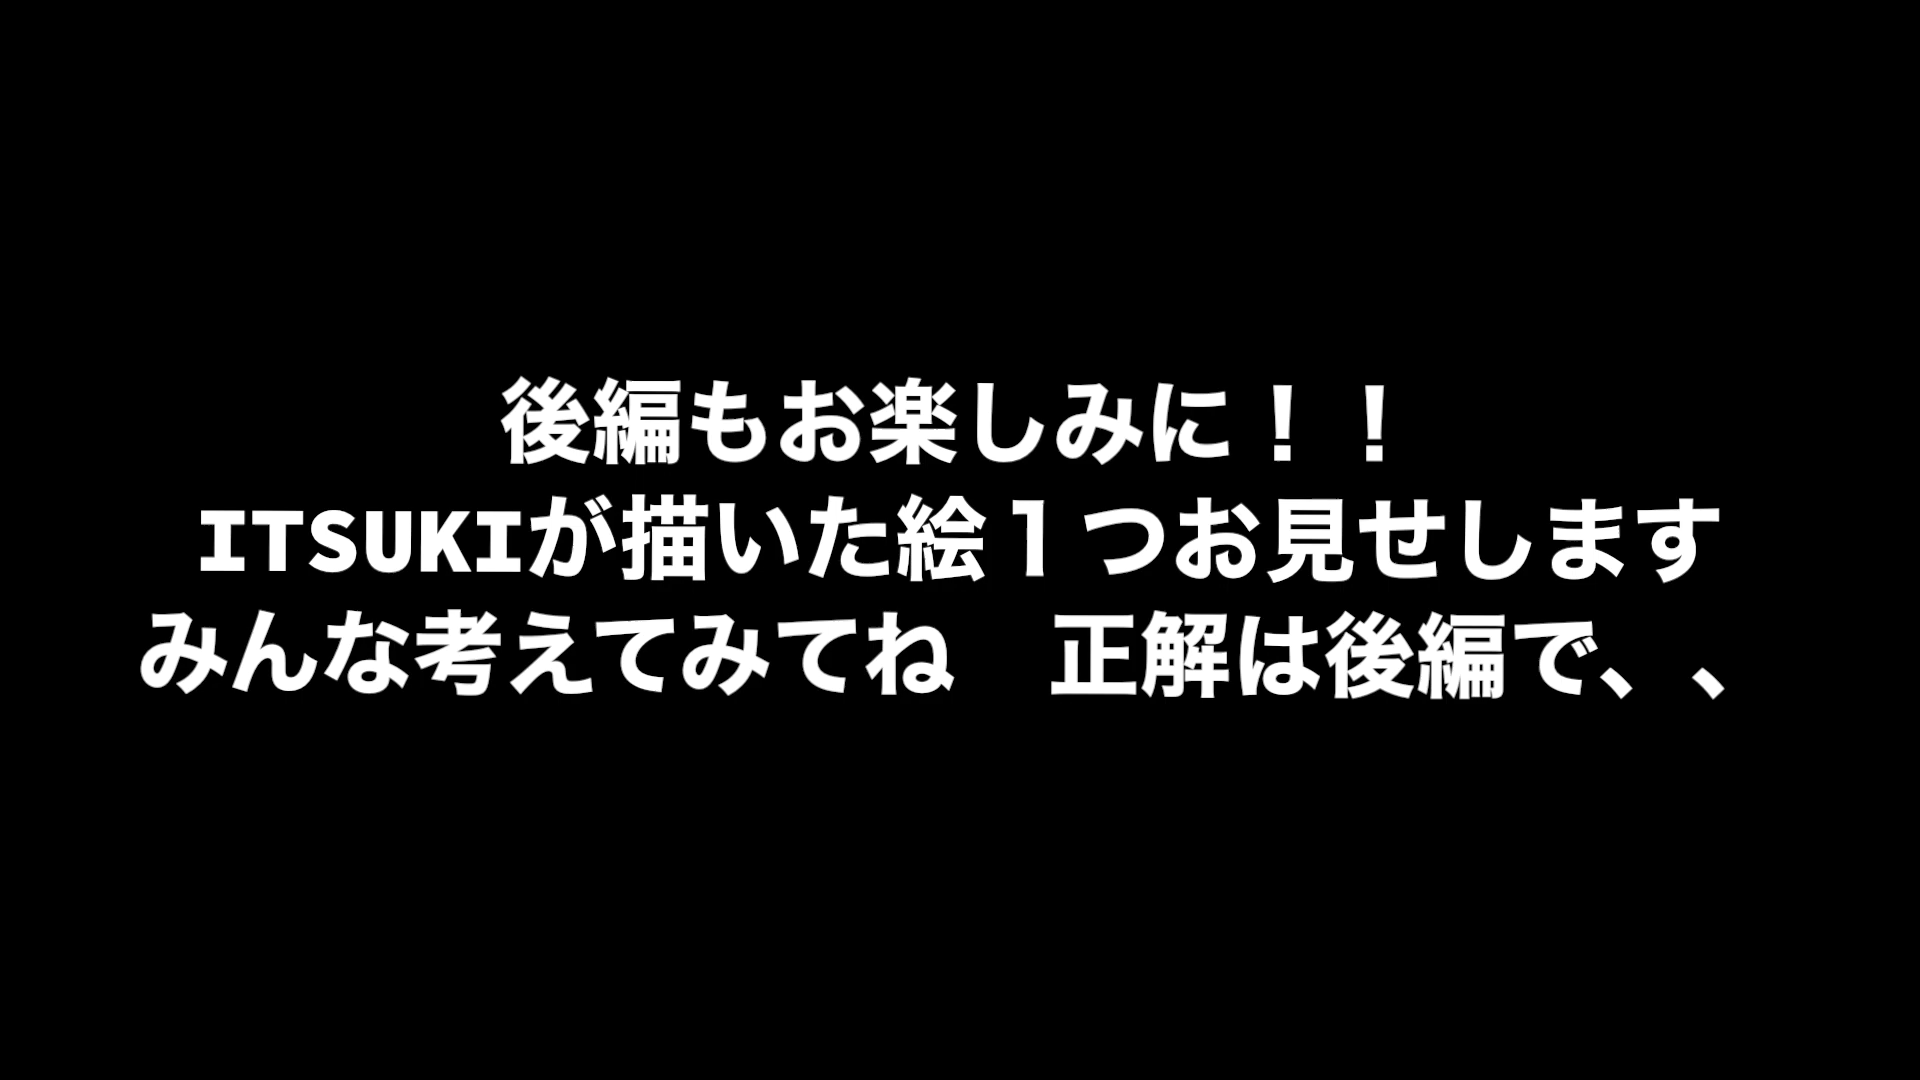 後編もお楽しみに！！
ITSUKIが描いた絵１つお見せします
みんな考えてみてね　正解は後編で、、